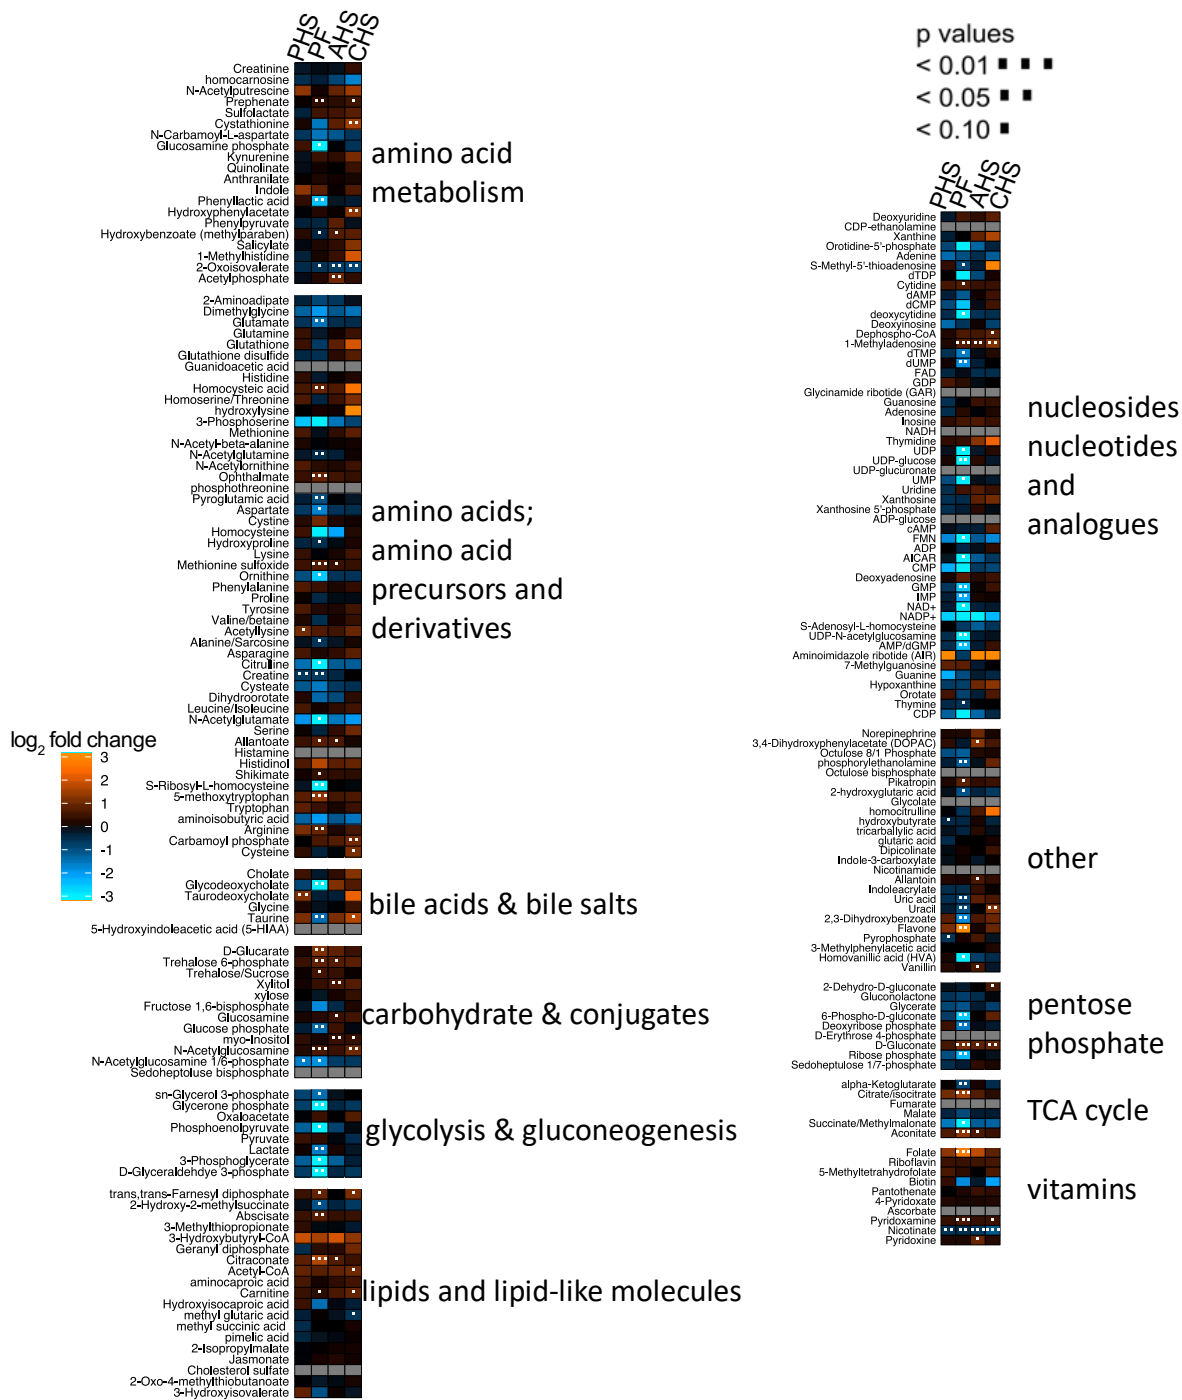 PHS
PF
AHS
CHS
Creatinine
homocarnosine
N-Acetylputrescine
Prephenate
Sulfolactate
Cystathionine
N-Carbamoyl-L-aspartate
Glucosamine phosphate
Kynurenine
Quinolinate
Anthranilate
Indole
Phenyllactic acid
Hydroxyphenylacetate
Phenylpyruvate
Hydroxybenzoate (methylparaben)
Salicylate
1-Methylhistidine
2-Oxoisovalerate
Acetylphosphate
amino acid
metabolism
2-Aminoadipate
Dimethylglycine
Glutamate
Glutamine
Glutathione
Glutathione disulfide
Guanidoacetic acid
Histidine
Homocysteic acid
Homoserine/Threonine
hydroxylysine
3-Phosphoserine
Methionine
N-Acetyl-beta-alanine
N-Acetylglutamine
N-Acetylornithine
Ophthalmate
phosphothreonine
Pyroglutamic acid
Aspartate
Cystine
Homocysteine
Hydroxyproline
Lysine
Methionine sulfoxide
Ornithine
Phenylalanine
Proline
Tyrosine
Valine/betaine
Acetyllysine
Alanine/Sarcosine
Asparagine
Citrulline
Creatine
Cysteate
Dihydroorotate
Leucine/Isoleucine
N-Acetylglutamate
Serine
Allantoate
Histamine
Histidinol
Shikimate
S-Ribosyl-L-homocysteine
5-methoxytryptophan
Tryptophan
aminoisobutyric acid
Arginine
Carbamoyl phosphate
Cysteine
amino acids;
amino acid
precursors and
derivatives
log2 fold change
3
2
1
0
-1
-2
-3
Cholate
Glycodeoxycholate
Taurodeoxycholate
Glycine
Taurine
5-Hydroxyindoleacetic acid (5-HIAA)
bile acids & bile salts
D-Glucarate
Trehalose 6-phosphate
Trehalose/Sucrose
Xylitol
xylose
Fructose 1,6-bisphosphate
Glucosamine
Glucose phosphate
myo-Inositol
N-Acetylglucosamine
N-Acetylglucosamine 1/6-phosphate
Sedoheptoluse bisphosphate
carbohydrate & conjugates
sn-Glycerol 3-phosphate
Glycerone phosphate
Oxaloacetate
Phosphoenolpyruvate
Pyruvate
Lactate
3-Phosphoglycerate
D-Glyceraldehdye 3-phosphate
glycolysis & gluconeogenesis
trans,trans-Farnesyl diphosphate
2-Hydroxy-2-methylsuccinate
Abscisate
3-Methylthiopropionate
3-Hydroxybutyryl-CoA
Geranyl diphosphate
Citraconate
Acetyl-CoA
aminocaproic acid
Carnitine
Hydroxyisocaproic acid
methyl glutaric acid
methyl succinic acid
pimelic acid
2-Isopropylmalate
Jasmonate
Cholesterol sulfate
2-Oxo-4-methylthiobutanoate
3-Hydroxyisovalerate
lipids and lipid-like molecules
p values
< 0.01
< 0.05
< 0.10
PHS
PF
AHS
CHS
Deoxyuridine
CDP-ethanolamine
Xanthine
Orotidine-5'-phosphate
Adenine
S-Methyl-5'-thioadenosine
dTDP
Cytidine
dAMP
dCMP
deoxycytidine
Deoxyinosine
Dephospho-CoA
1-Methyladenosine
dTMP
dUMP
FAD
GDP
Glycinamide ribotide (GAR)
Guanosine
Adenosine
Inosine
NADH
Thymidine
UDP
UDP-glucose
UDP-glucuronate
UMP
Uridine
Xanthosine
Xanthosine 5'-phosphate
ADP-glucose
cAMP
FMN
ADP
AICAR
CMP
Deoxyadenosine
GMP
IMP
NAD+
NADP+
S-Adenosyl-L-homocysteine
UDP-N-acetylglucosamine
AMP/dGMP
Aminoimidazole ribotide (AIR)
7-Methylguanosine
Guanine
Hypoxanthine
Orotate
Thymine
CDP
nucleosides
nucleotides
and
analogues
Norepinephrine
3,4-Dihydroxyphenylacetate (DOPAC)
Octulose 8/1 Phosphate
phosphorylethanolamine
Octulose bisphosphate
Pikatropin
2-hydroxyglutaric acid
Glycolate
homocitrulline
hydroxybutyrate
tricarballylic acid
glutaric acid
Dipicolinate
Indole-3-carboxylate
Nicotinamide
Allantoin
Indoleacrylate
Uric acid
Uracil
2,3-Dihydroxybenzoate
Flavone
Pyrophosphate
3-Methylphenylacetic acid
Homovanillic acid (HVA)
Vanillin
other
2-Dehydro-D-gluconate
Gluconolactone
Glycerate
6-Phospho-D-gluconate
Deoxyribose phosphate
D-Erythrose 4-phosphate
D-Gluconate
Ribose phosphate
Sedoheptulose 1/7-phosphate
pentose
phosphate
alpha-Ketoglutarate
Citrate/isocitrate
Fumarate
Malate
Succinate/Methylmalonate
Aconitate
TCA cycle
Folate
Riboflavin
5-Methyltetrahydrofolate
Biotin
Pantothenate
4-Pyridoxate
Ascorbate
Pyridoxamine
Nicotinate
Pyridoxine
vitamins